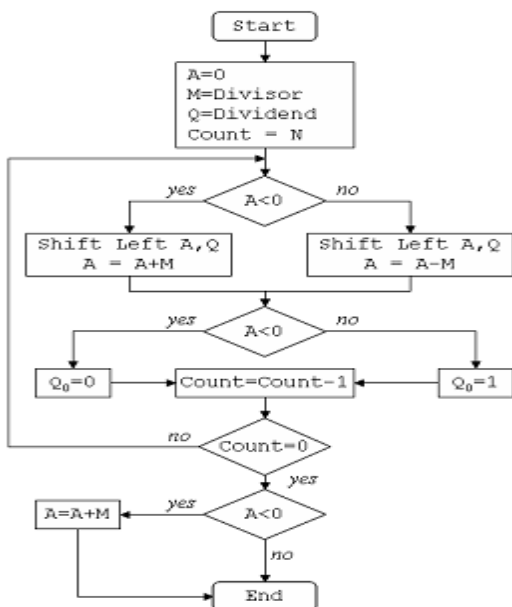 Start
A=0
M=Divisor
Q=Dividend
Count = N
yes
A<0
no
Shift Left A,Q
A = A+M
Shift Left A,Q
A = A-M
yes
A<0
no
Q₀=0
Count=Count-1
Q₀=1
no
Count=0
yes
A=A+M
yes
A<0
no
End